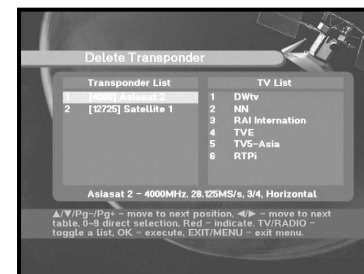 Delete Transponder
Transponder List
1 [4000] Asiasat 2
2 [12725] Satellite 1
TV List
1 DWtv
2 NN
3 RAI Internation
4 TVE
5 TV5-Asia
6 RTPi
Asiasat 2 - 4000MHz, 28.125MS/s, 3/4, Horizontal
▲/▼/Pg-/Pg+ - move to next position, ◄/► - move to next
table, 0~9 direct selection, Red - indicate, TV/RADIO -
toggle a list, OK - execute, EXIT/MENU - exit menu.